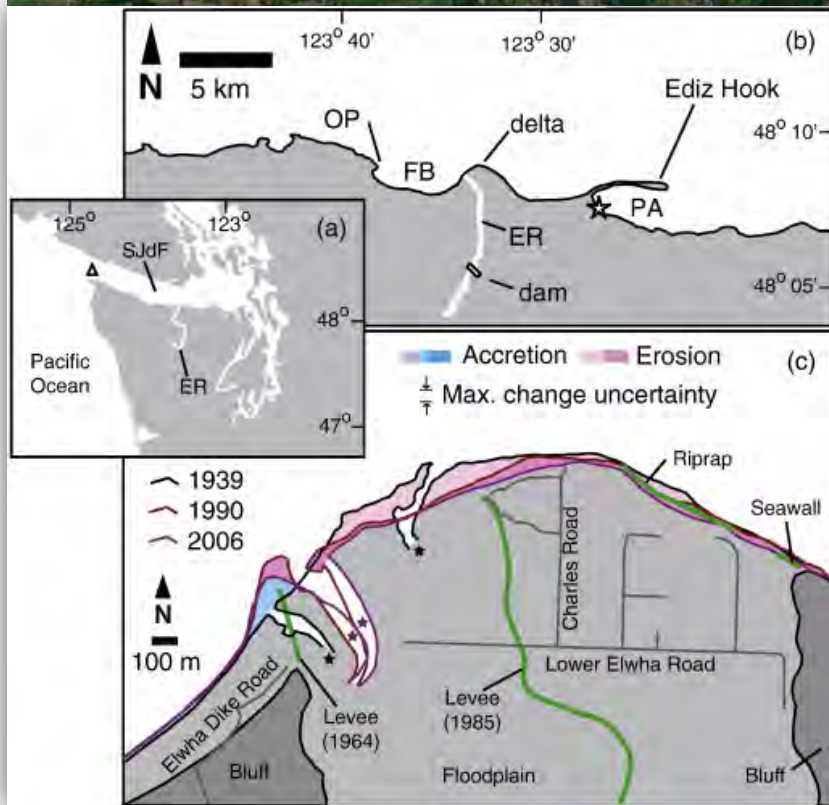 123° 40'
123° 30'
(b)
N
5 km
Ediz Hook
OP
delta
48° 10'
FB
PA
ER
dam
48° 05'
125°
123°
(a)
SJdF
48°
Pacific
Ocean
ER
47°
Accretion
Erosion
(c)
Max. change uncertainty
1939
1990
2006
N
100 m
Riprap
Seawall
Charles Road
Lower Elwha Road
Elwha Dike Road
Levee
(1964)
Levee
(1985)
Bluff
Floodplain
Bluff